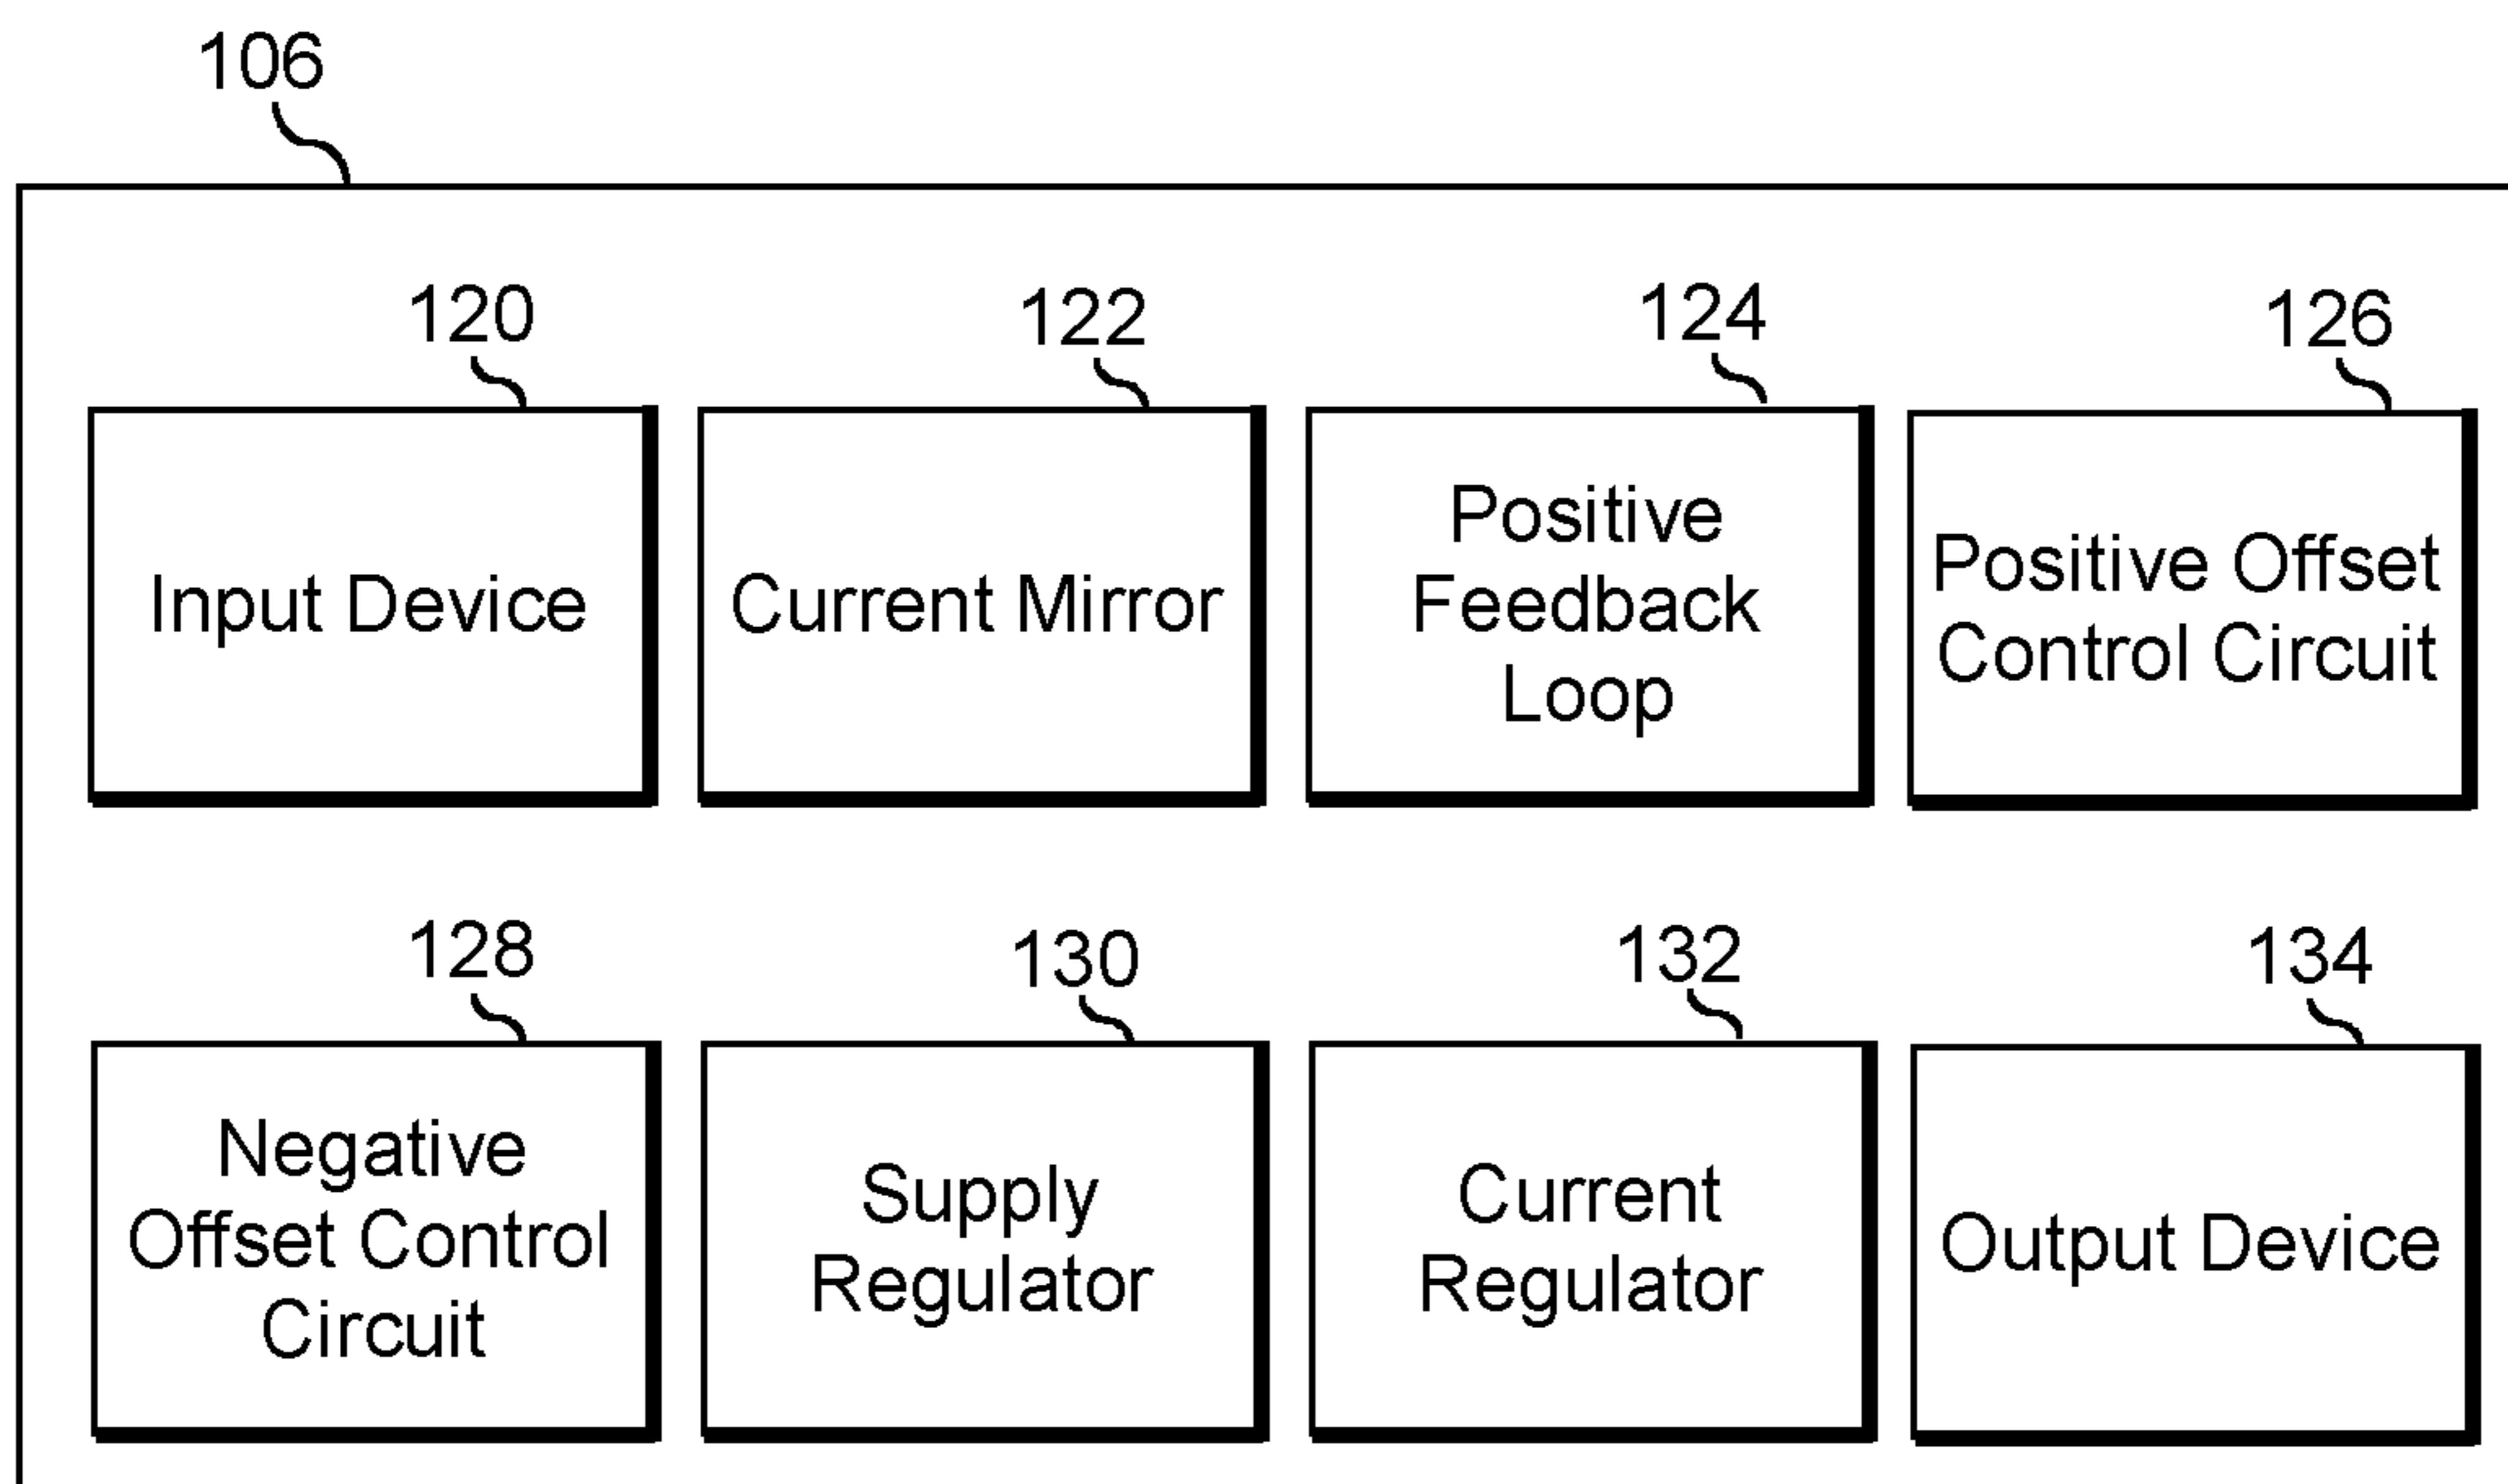 106
120
122
124
126
Input Device
Current Mirror
Positive
Feedback
Loop
Positive Offset
Control Circuit
128
130
132
134
Negative
Offset Control
Circuit
Supply
Regulator
Current
Regulator
Output Device